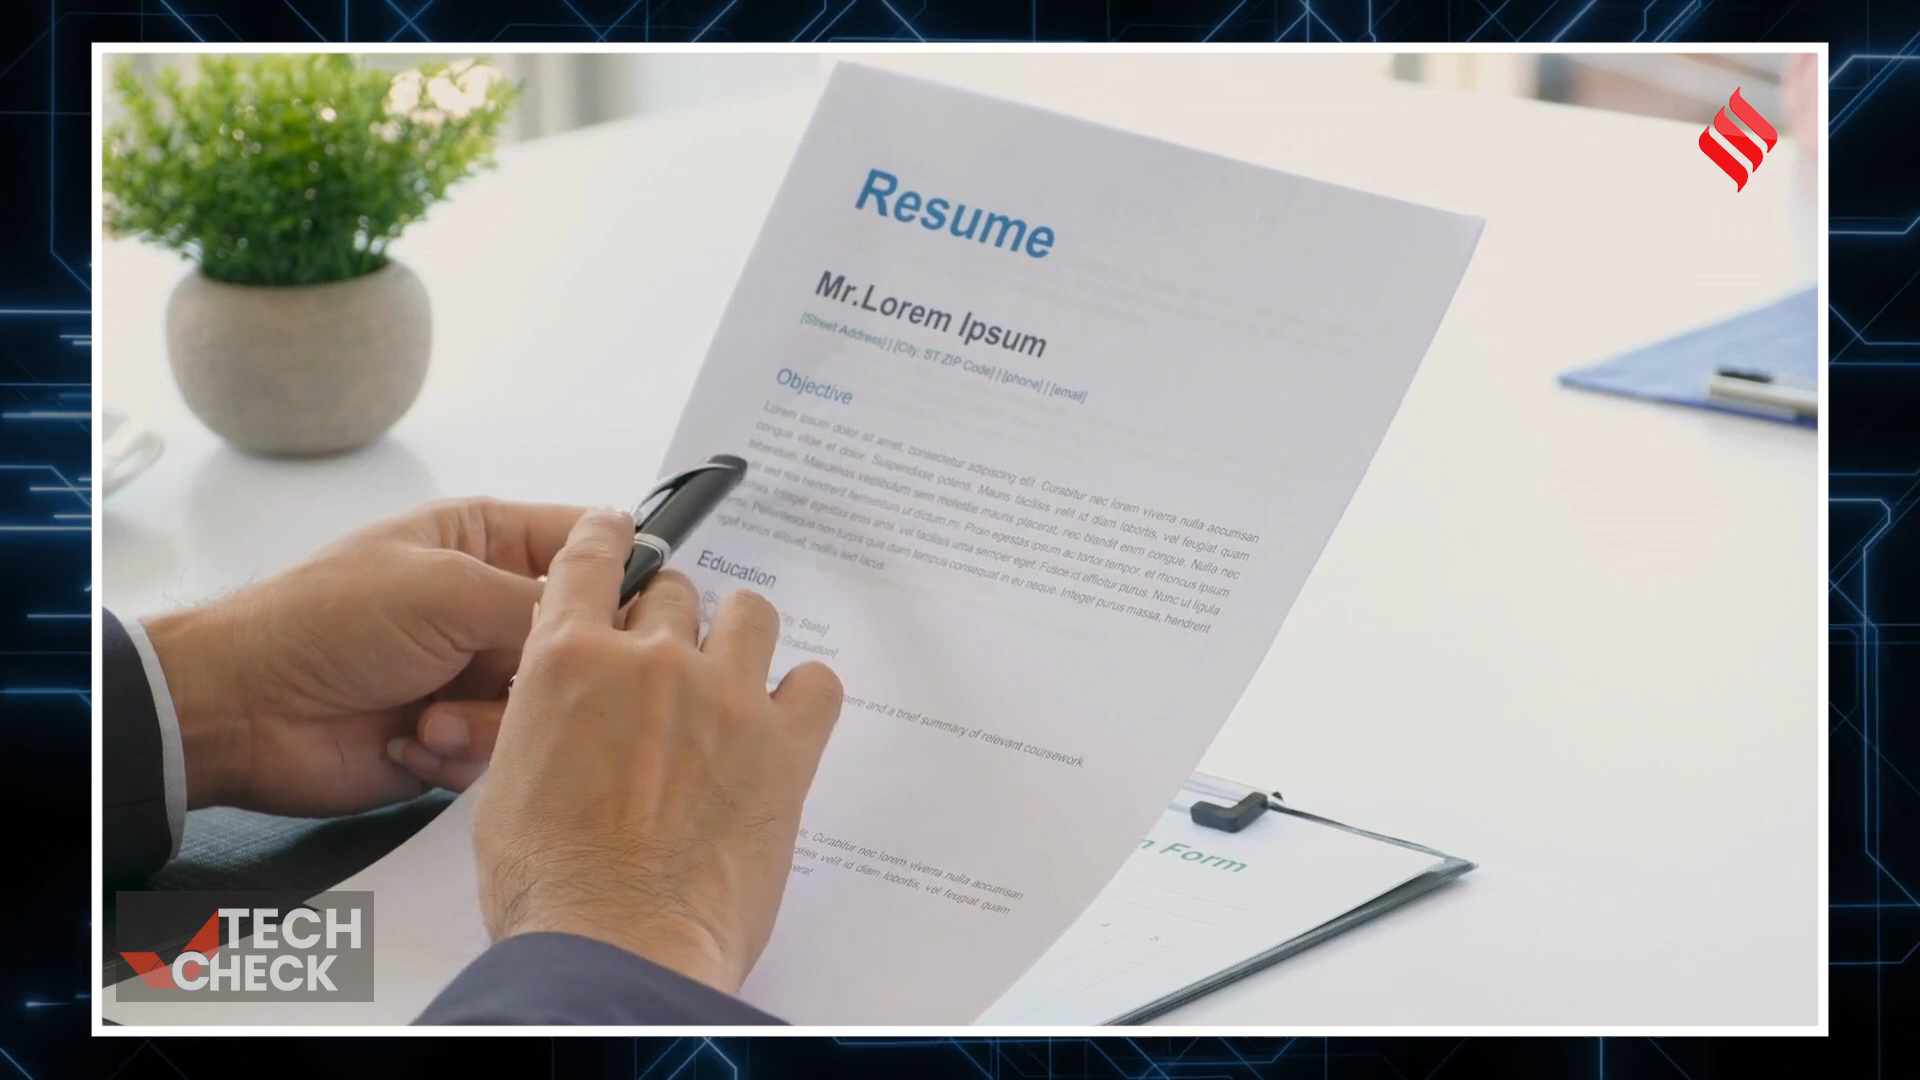 Resume
Mr.Lorem Ipsum
[Street Address] | [City, ST ZIP Code] | [phone] | [email]
Objective
Lorem ipsum dolor sit amet, consectetur adipiscing elit. Curabitur nec lorem viverra nulla accumsan
congue vitae et dolor. Suspendisse potenti. Mauris facilisis velit id diam lobortis, vel feugiat quam
bibendum. Maecenas vestibulum sem molestie mauris placerat, nec blandit enim congue. Nulla nec
elit sed nisi hendrerit fermentum ut dictum mi. Proin egestas ipsum ac tortor tempor, et rhoncus ipsum
Integer egestas eros ante, vel facilisis urna semper eget. Fusce id efficitur purus. Nunc ut ligula
Pellentesque non turpis quis diam tempus consequat in eu neque. Integer purus massa, hendrerit
eget varius aliquet, mollis sed lacus.
Education
State]
Graduation]
and a brief summary of relevant coursework.
Curabitur nec lorem viverra nulla accumsan
velit id diam lobortis, vel feugiat quam
Form
4 5
TECH
CHECK